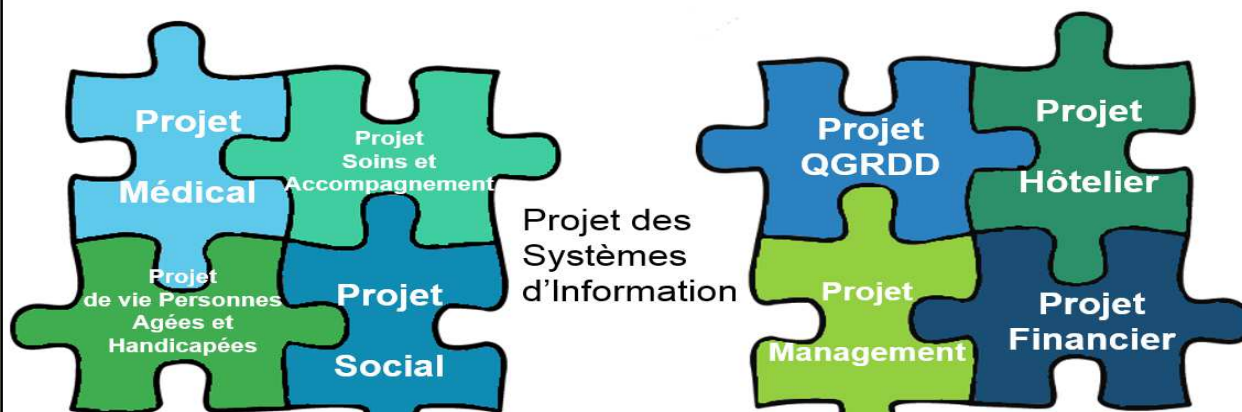 Projet
Médical
Projet
Soins et
Accompagnement
Projet
de vie Personnes
Agées et
Handicapées
Projet
Social
Projet des
Systèmes
d'Information
Projet
QGRDD
Projet
Hôtelier
Projet
Management
Projet
Financier